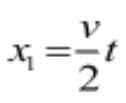 x₁ = v/2 t